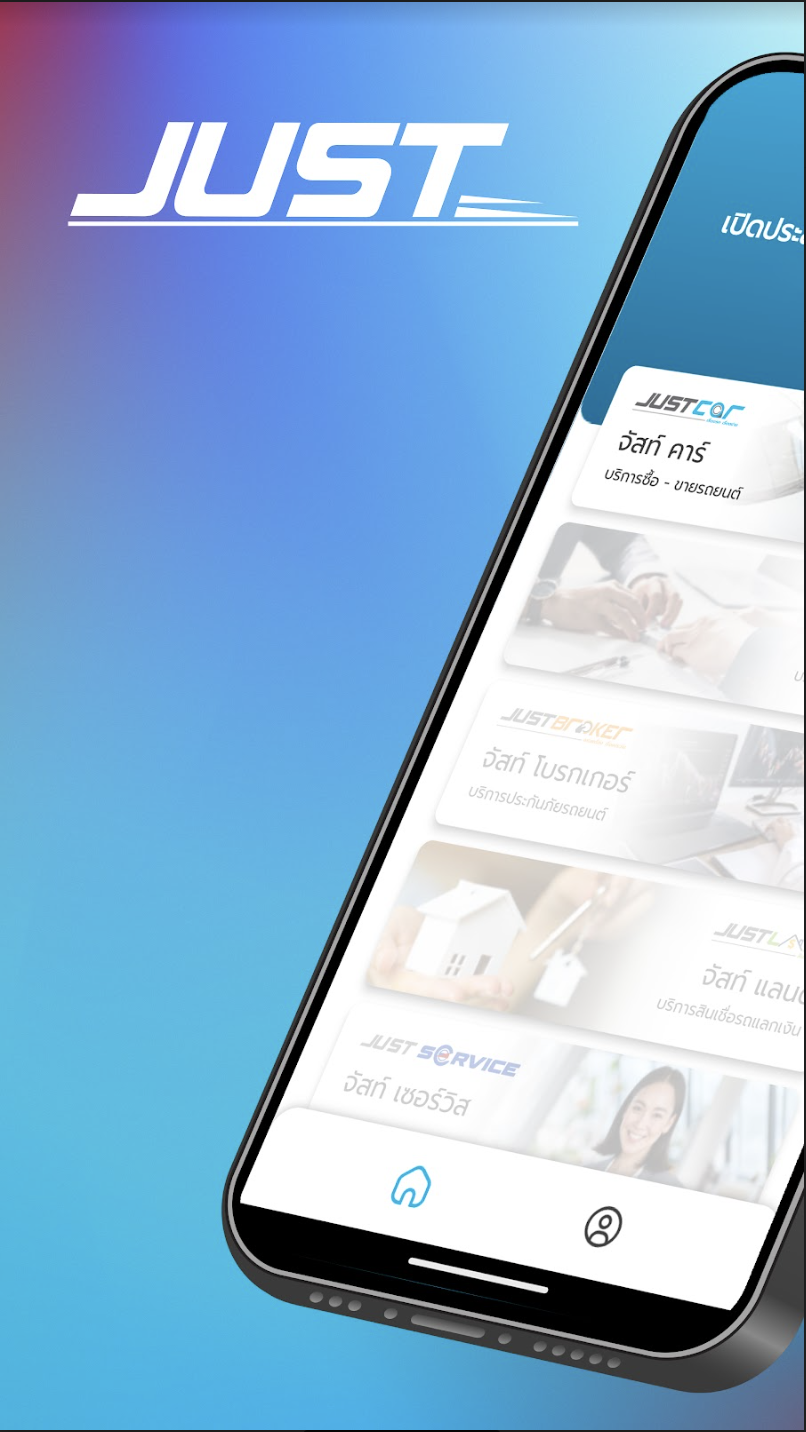 JUST
เปิดประ
JUSTCAR
จัสท์ คาร์
บริการซื้อ - ขายรถยนต์
JUSTBROKER
จัสท์ โบรกเกอร์
บริการประกันภัยรถยนต์
JUSTLA
จัสท์ แลนด
บริการสินเชื่อรถแลกเงิน
JUST SERVICE
จัสท์ เซอร์วิส